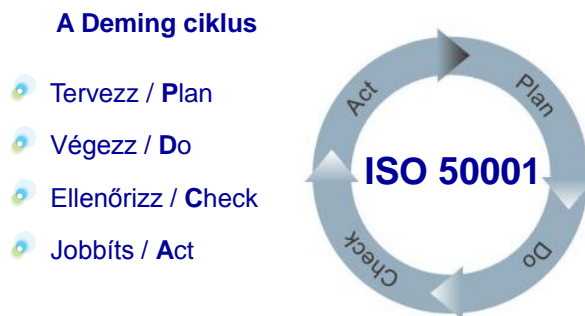 A Deming ciklus
Tervezz / Plan
Végezz / Do
Ellenőrizz / Check
Jobbíts / Act
Act
Plan
ISO 50001
Check
Do